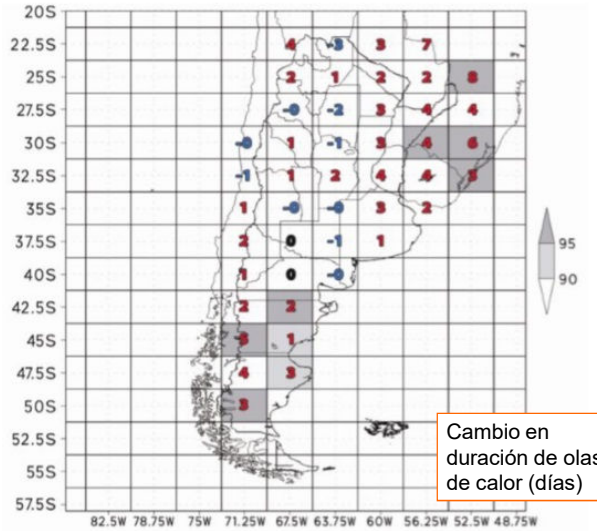 20S
4 -3 3 7
22.5S
2 1 2 2 8
25S
-0 -2 3 4 4
27.5S
-0 1 -1 3 4 6
30S
-1 1 2 4 4
32.5S
1 -0 -0 3 2
35S
2 0 -1 1
37.5S
95
1 0 -0
40S
90
2 2
42.5S
1
45S
4 3
47.5S
3
50S
52.5S
55S
57.5S
Cambio en
duración de olas
de calor (días)
82.5W 78.75W 75W 71.25W 67.5W 63.75W 60W 56.25W 52.5W 48.75W